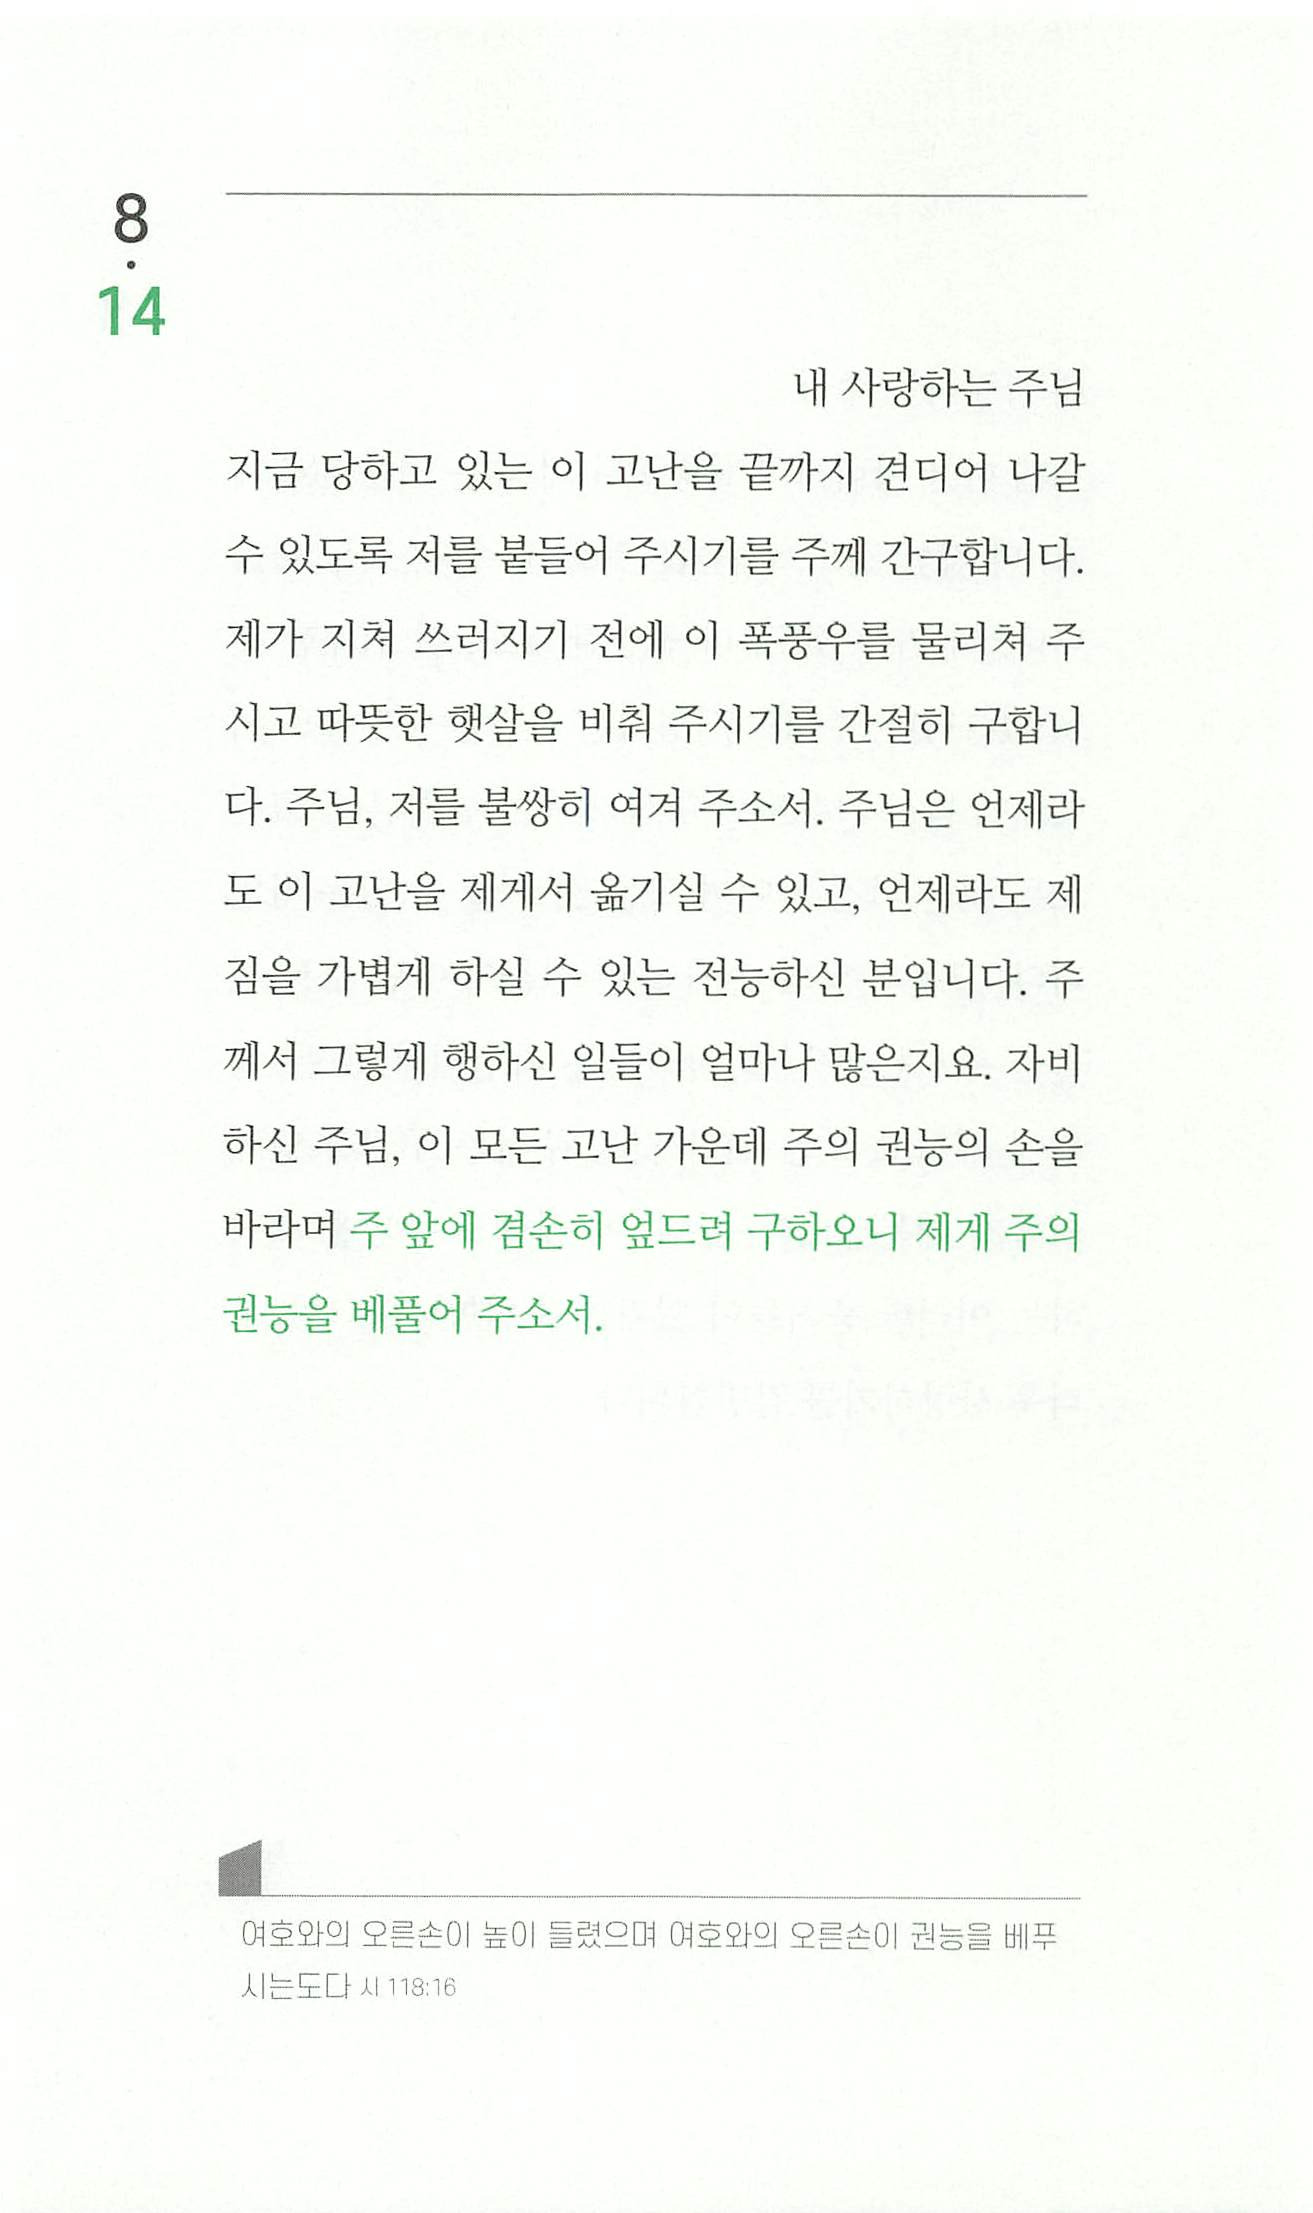 8
·
14
내 사랑하는 주님
지금 당하고 있는 이 고난을 끝까지 견디어 나갈
수 있도록 저를 붙들어 주시기를 주께 간구합니다.
제가 지쳐 쓰러지기 전에 이 폭풍우를 물리쳐 주
시고 따뜻한 햇살을 비춰 주시기를 간절히 구합니
다. 주님, 저를 불쌍히 여겨 주소서. 주님은 언제라
도 이 고난을 제게서 옮기실 수 있고, 언제라도 제
짐을 가볍게 하실 수 있는 전능하신 분입니다. 주
께서 그렇게 행하신 일들이 얼마나 많은지요. 자비
하신 주님, 이 모든 고난 가운데 주의 권능의 손을
바라며 주 앞에 겸손히 엎드려 구하오니 제게 주의
권능을 베풀어 주소서.
여호와의 오른손이 높이 들렸으며 여호와의 오른손이 권능을 베푸
시는도다 시 118:16